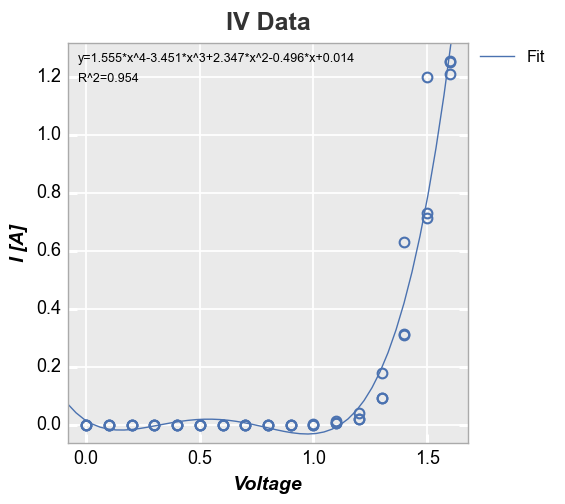 IV Data
y=1.555*x^4-3.451*x^3+2.347*x^2-0.496*x+0.014
R^2=0.954
Fit
1.2
1.0
0.8
0.6
0.4
0.2
0.0
I [A]
0.0 0.5 1.0 1.5
Voltage